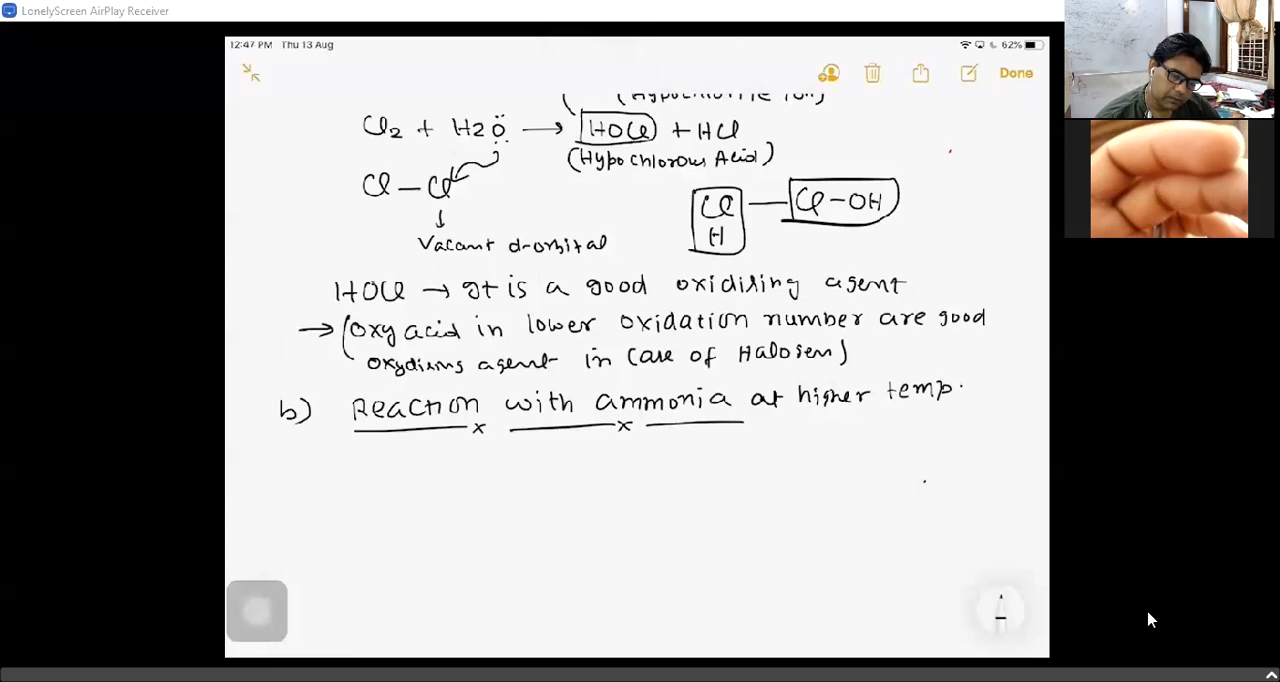 LonelyScreen AirPlay Receiver
12:47 PM Thu 13 Aug
62%
Done
Cl2 + H2O → HOCl + HCl
(Hypochlorous Acid)
Cl – Cl
Cl — Cl – OH
H
↓
Vacant d-orbital
HOCl → It is a good oxidising agent
→ (Oxy acid in lower oxidation number are good
oxydising agent in case of Halogen)
b) Reaction with ammonia at higher temp.